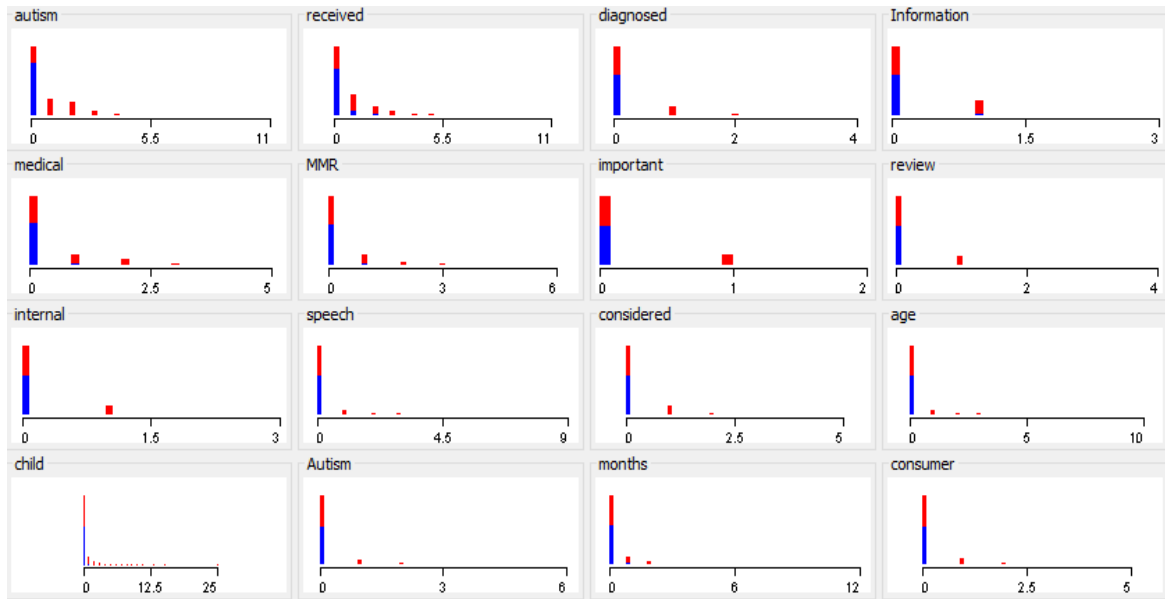 autism received diagnosed Information
0 5.5 11 0 5.5 11 0 2 4 0 1.5 3
medical MMR important review
0 2.5 5 0 3 6 0 1 2 0 2 4
internal speech considered age
0 1.5 3 0 4.5 9 0 2.5 5 0 5 10
child Autism months consumer
0 12.5 25 0 3 6 0 6 12 0 2.5 5